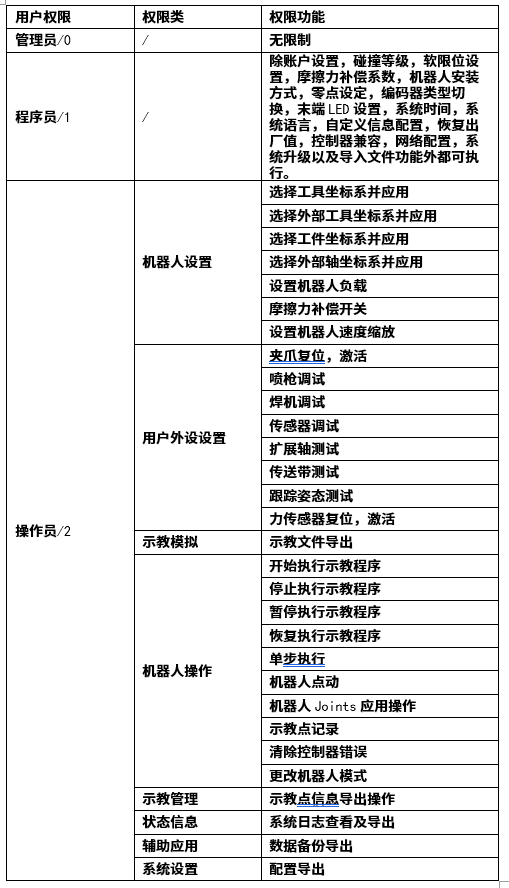 用户权限 权限类 权限功能
管理员/0 / 无限制
程序员/1 / 除账户设置，碰撞等级，软限位设
置，摩擦力补偿系数，机器人安装
方式，零点设定，编码器类型切
换，末端LED设置，系统时间，系
统语言，自定义信息配置，恢复出
厂值，控制器兼容，网络配置，系
统升级以及导入文件功能外都可执
行。
操作员/2
机器人设置
选择工具坐标系并应用
选择外部工具坐标系并应用
选择工件坐标系并应用
选择外部轴坐标系并应用
设置机器人负载
摩擦力补偿开关
设置机器人速度缩放
用户外设设置
夹爪复位，激活
喷枪调试
焊机调试
传感器调试
扩展轴测试
传送带测试
跟踪姿态测试
力传感器复位，激活
示教模拟 示教文件导出
机器人操作
开始执行示教程序
停止执行示教程序
暂停执行示教程序
恢复执行示教程序
单步执行
机器人点动
机器人Joints应用操作
示教点记录
清除控制器错误
更改机器人模式
示教管理 示教点信息导出操作
状态信息 系统日志查看及导出
辅助应用 数据备份导出
系统设置 配置导出